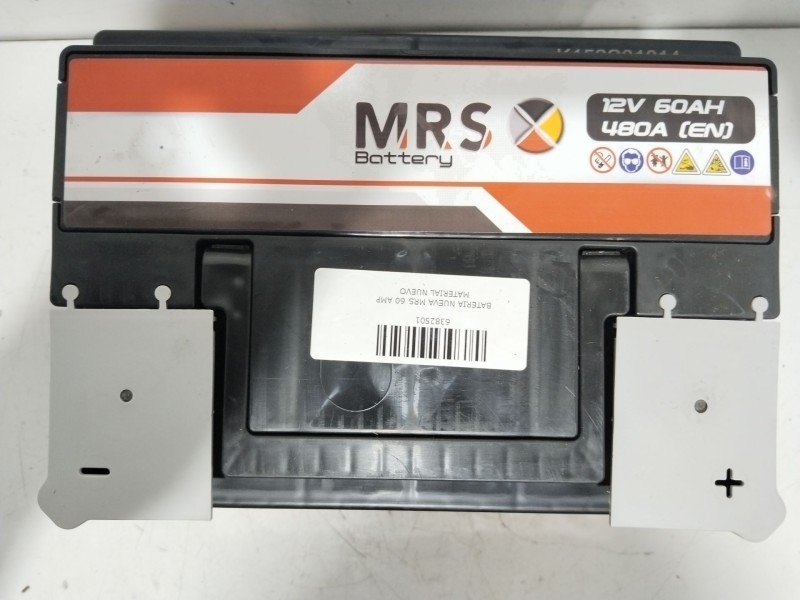 MRS
Battery
12V 60AH
480A (EN)
BATERIA NUEVA MRS 60 AMP
MATERIAL NUEVO
6382501
-
+